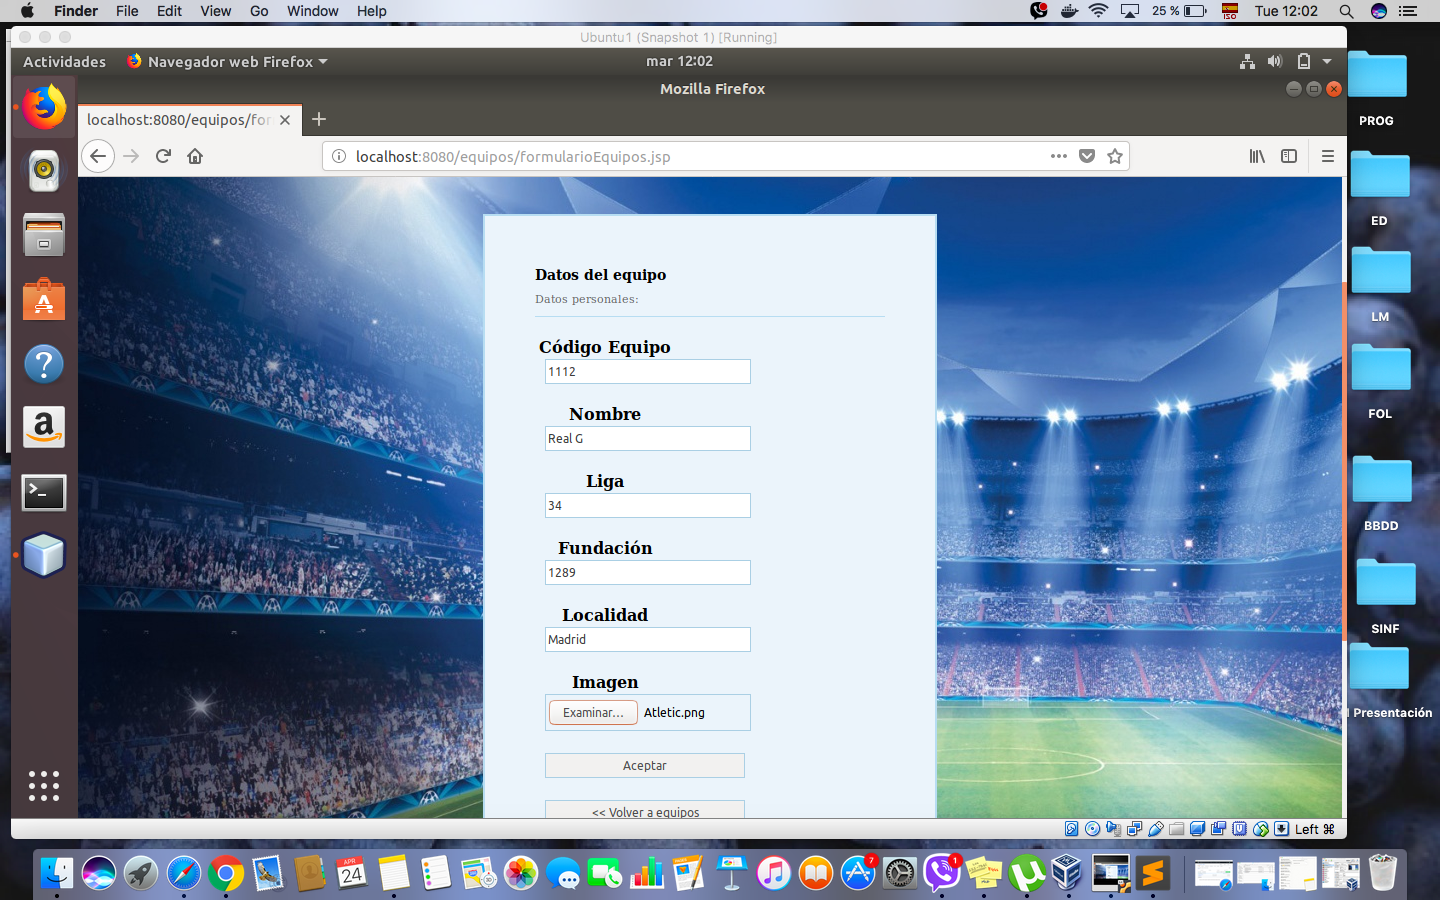 Finder File Edit View Go Window Help 25 % ISO Tue 12:02
Ubuntu1 (Snapshot 1) [Running]
Actividades Navegador web Firefox mar 12:02
Mozilla Firefox
localhost:8080/equipos/for
localhost:8080/equipos/formularioEquipos.jsp
Datos del equipo
Datos personales:
Código Equipo
1112
Nombre
Real G
Liga
34
Fundación
1289
Localidad
Madrid
Imagen
Examinar... Atletic.png
Aceptar
<< Volver a equipos
PROG
ED
LM
FOL
BBDD
SINF
l Presentación
Left ⌘
APR
24
7
1